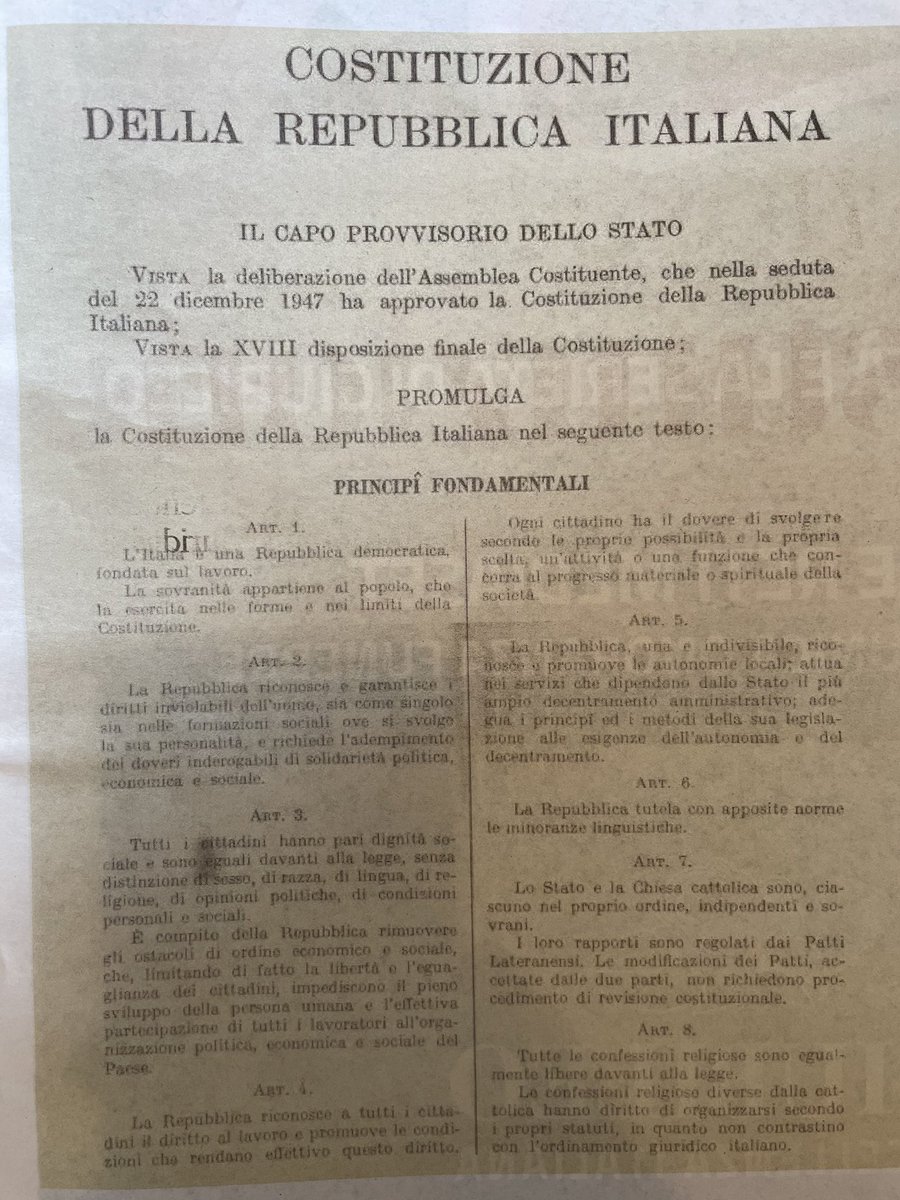 COSTITUZIONE
DELLA REPUBBLICA ITALIANA
IL CAPO PROVVISORIO DELLO STATO
VISTA la deliberazione dell'Assemblea Costituente, che nella seduta
del 22 dicembre 1947 ha approvato la Costituzione della Repubblica
Italiana;
VISTA la XVIII disposizione finale della Costituzione;
PROMULGA
la Costituzione della Repubblica Italiana nel seguente testo:
PRINCIPÎ FONDAMENTALI
ART. 1.
L'Italia è una Repubblica democratica,
fondata sul lavoro.
La sovranità appartiene al popolo, che
la esercita nelle forme e nei limiti della
Costituzione.
ART. 2.
La Repubblica riconosce e garantisce i
diritti inviolabili dell'uomo, sia come singolo
sia nelle formazioni sociali ove si svolge
la sua personalità, e richiede l'adempimento
dei doveri inderogabili di solidarietà politica,
economica e sociale.
ART. 3.
Tutti i cittadini hanno pari dignità so-
ciale e sono eguali davanti alla legge, senza
distinzione di sesso, di razza, di lingua, di re-
ligione, di opinioni politiche, di condizioni
personali e sociali.
È compito della Repubblica rimuovere
gli ostacoli di ordine economico e sociale,
che, limitando di fatto la libertà e l'egua-
glianza dei cittadini, impediscono il pieno
sviluppo della persona umana e l'effettiva
partecipazione di tutti i lavoratori all'orga-
nizzazione politica, economica e sociale del
Paese.
ART. 4.
La Repubblica riconosce a tutti i citta-
dini il diritto al lavoro e promuove le condi-
zioni che rendano effettivo questo diritto.
Ogni cittadino ha il dovere di svolgere
secondo le proprie possibilità e la propria
scelta, un'attività o una funzione che con-
corra al progresso materiale o spirituale della
società.
ART. 5.
La Repubblica, una e indivisibile, rico-
nosce e promuove le autonomie locali; attua
nei servizi che dipendono dallo Stato il più
ampio decentramento amministrativo; ade-
gua i principî ed i metodi della sua legisla-
zione alle esigenze dell'autonomia e del
decentramento.
ART. 6
La Repubblica tutela con apposite norme
le minoranze linguistiche.
ART. 7.
Lo Stato e la Chiesa cattolica sono, cia-
scuno nel proprio ordine, indipendenti e so-
vrani.
I loro rapporti sono regolati dai Patti
Lateranensi. Le modificazioni dei Patti, ac-
cettate dalle due parti, non richiedono pro-
cedimento di revisione costituzionale.
ART. 8.
Tutte le confessioni religiose sono egual-
mente libere davanti alla legge.
Le confessioni religiose diverse dalla cat-
tolica hanno diritto di organizzarsi secondo
i propri statuti, in quanto non contrastino
con l'ordinamento giuridico italiano.